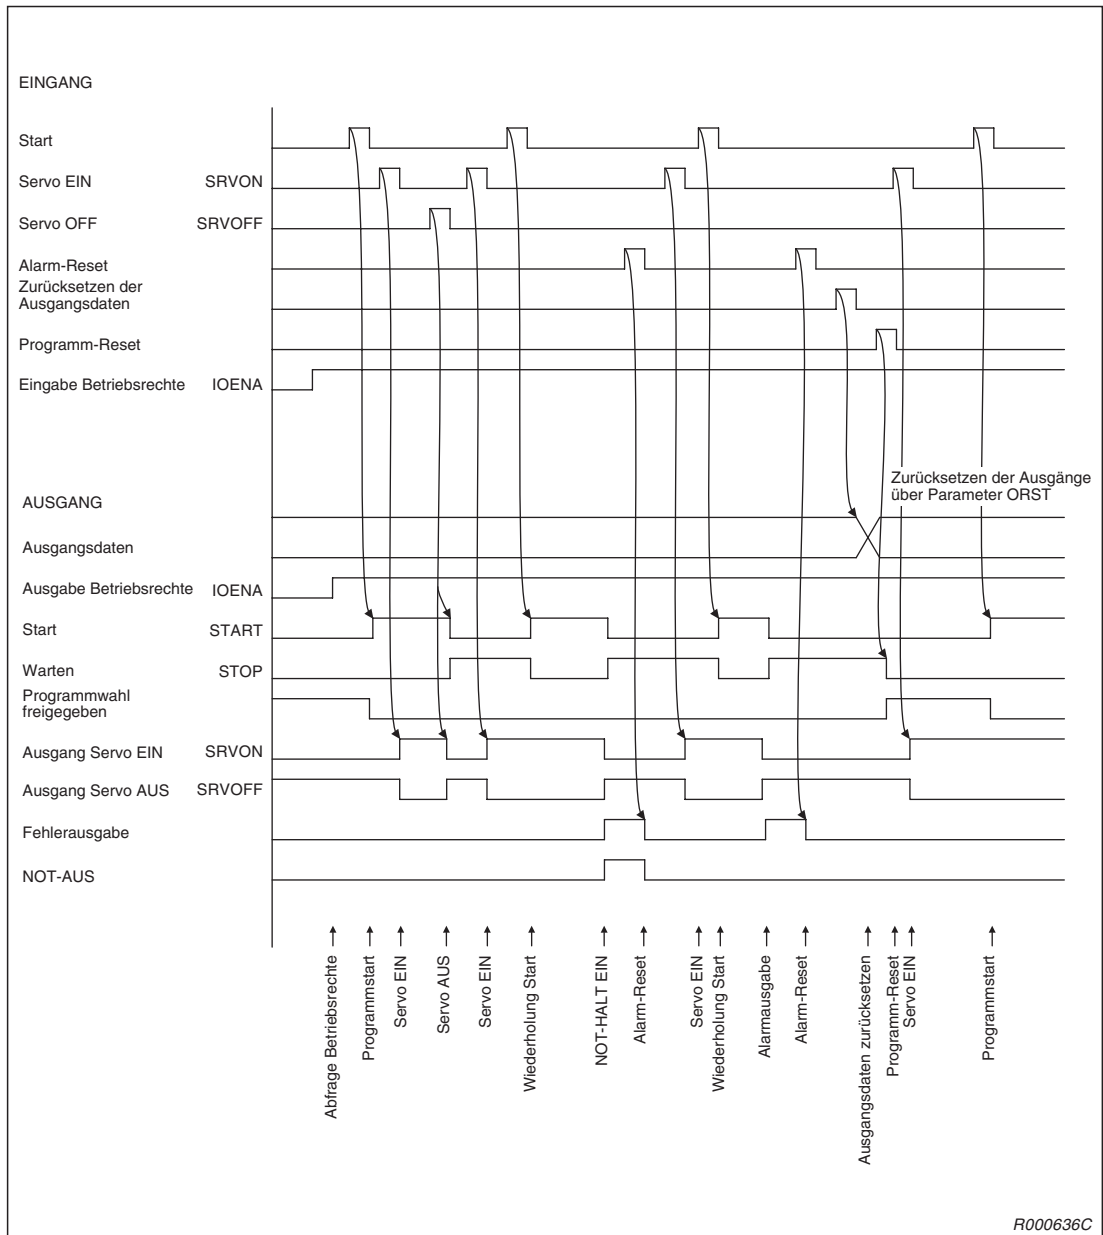 EINGANG
Start
Servo EIN SRVON
Servo OFF SRVOFF
Alarm-Reset
Zurücksetzen der
Ausgangsdaten
Programm-Reset
Eingabe Betriebsrechte IOENA
Zurücksetzen der Ausgänge
über Parameter ORST
AUSGANG
Ausgangsdaten
Ausgabe Betriebsrechte IOENA
Start START
Warten STOP
Programmwahl
freigegeben
Ausgang Servo EIN SRVON
Ausgang Servo AUS SRVOFF
Fehlerausgabe
NOT-AUS
Abfrage Betriebsrechte
Programmstart
Servo EIN
Servo AUS
Servo EIN
Wiederholung Start
NOT-HALT EIN
Alarm-Reset
Servo EIN
Wiederholung Start
Alarmausgabe
Alarm-Reset
Ausgangsdaten zurücksetzen
Programm-Reset
Servo EIN
Programmstart
R000636C